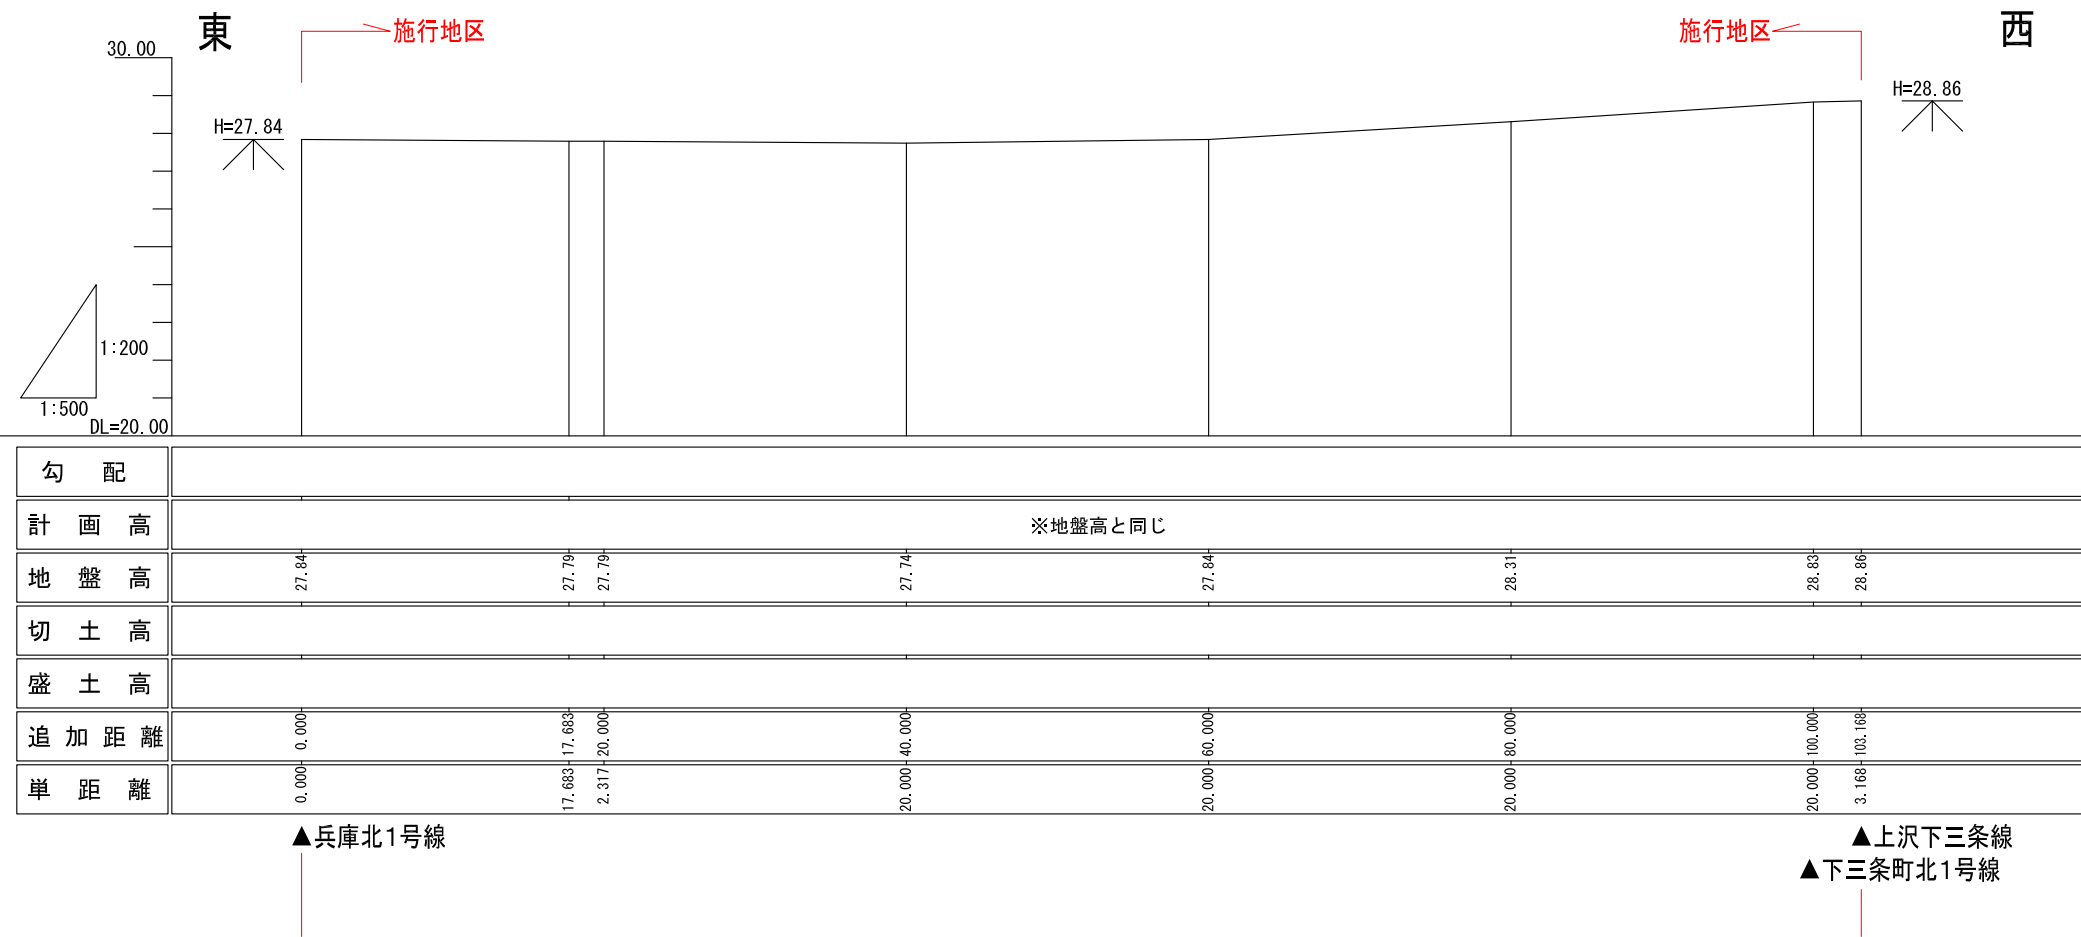 東
施行地区
施行地区
西
30.00
H=27.84
H=28.86
1:200
1:500
DL=20.00
勾 配
計 画 高
※地盤高と同じ
地 盤 高
27.84
27.79
27.79
27.74
27.84
28.31
28.83
28.86
切 土 高
盛 土 高
追 加 距 離
0.000
17.683
20.000
40.000
60.000
80.000
100.000
103.168
単 距 離
0.000
17.683
2.317
20.000
20.000
20.000
20.000
3.168
▲兵庫北1号線
▲上沢下三条線
▲下三条町北1号線